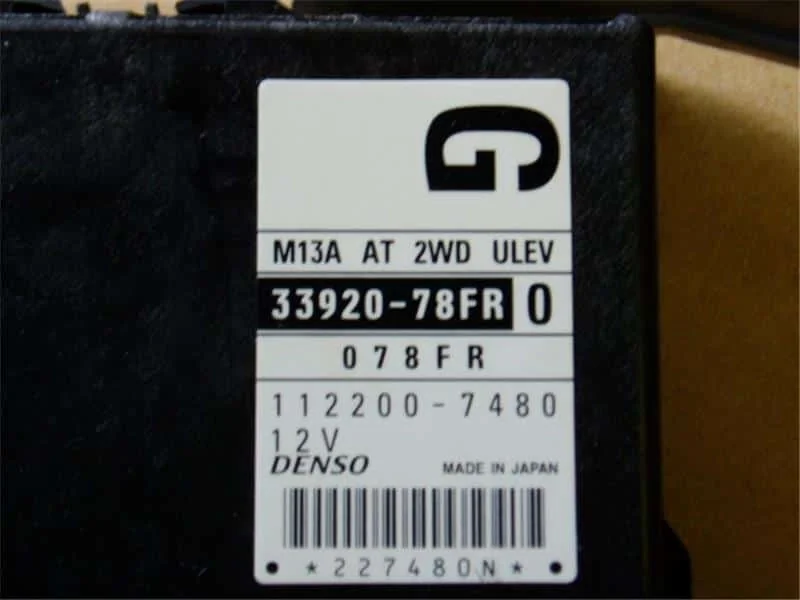 G
M13A AT 2WD ULEV
33920-78FR 0
078FR
112200-7480
12V
DENSO MADE IN JAPAN
*227480N*